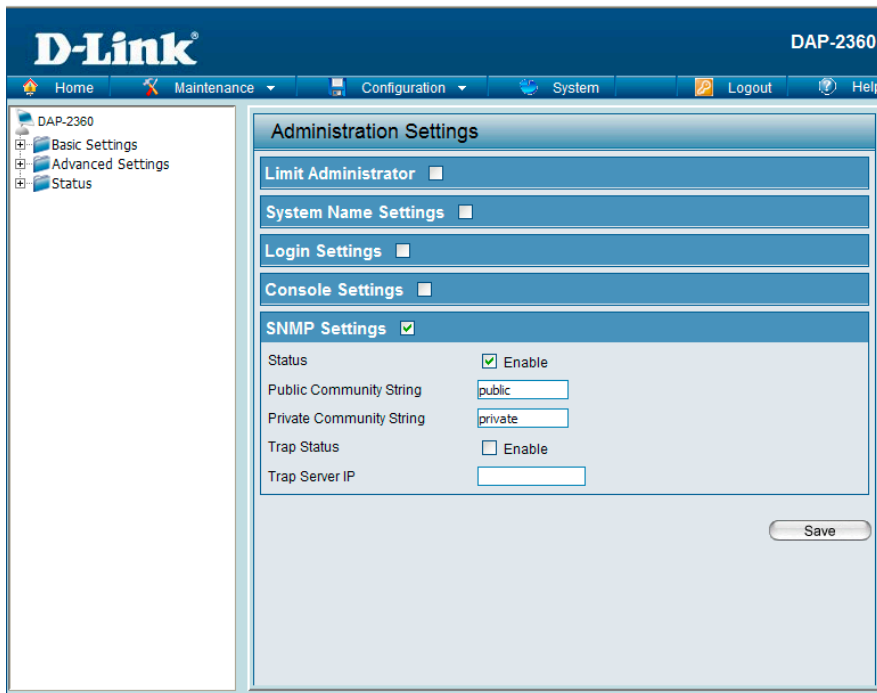 D-Link®
DAP-2360
Home Maintenance Configuration System Logout Help
DAP-2360
Basic Settings
Advanced Settings
Status
Administration Settings
Limit Administrator
System Name Settings
Login Settings
Console Settings
SNMP Settings
Status Enable
Public Community String public
Private Community String private
Trap Status Enable
Trap Server IP
Save